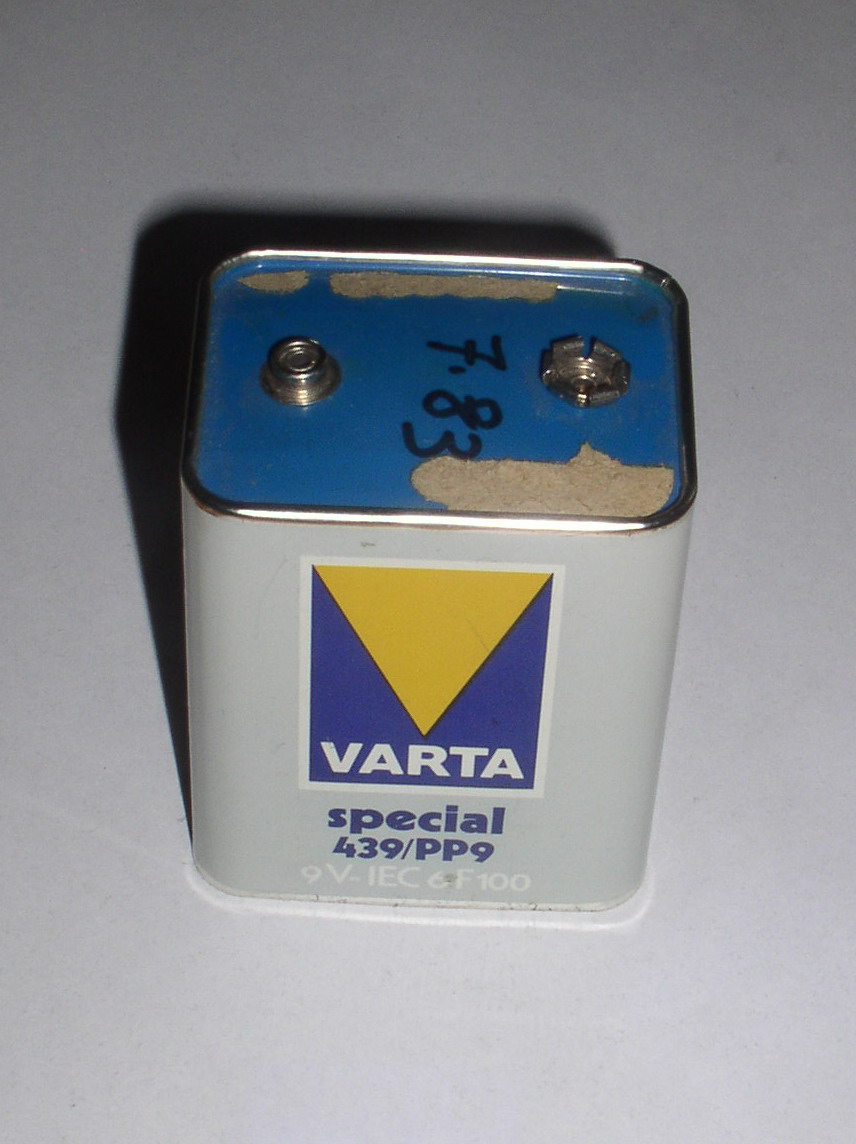 7.83
VARTA
special
439/PP9
9V-IEC 6F100